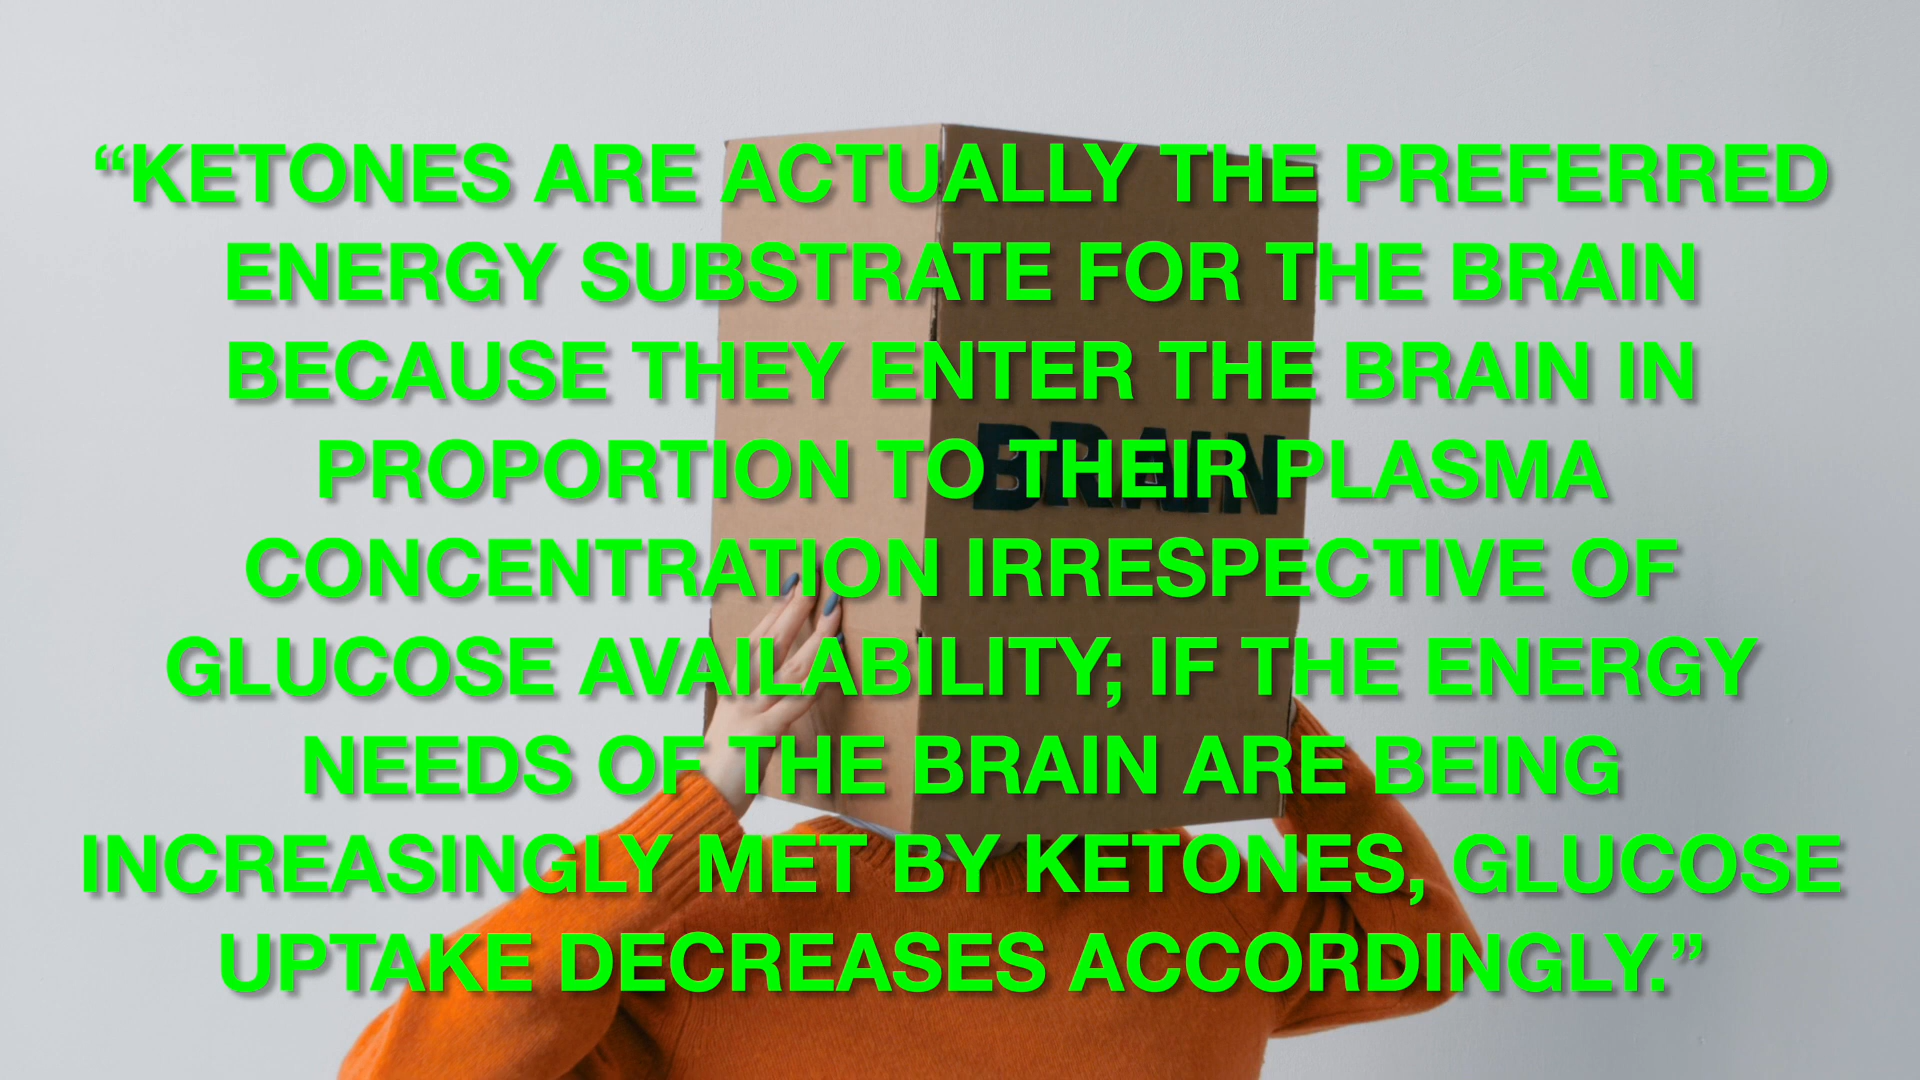 “KETONES ARE ACTUALLY THE PREFERRED
ENERGY SUBSTRATE FOR THE BRAIN
BECAUSE THEY ENTER THE BRAIN IN
PROPORTION TO THEIR PLASMA
CONCENTRATION IRRESPECTIVE OF
GLUCOSE AVAILABILITY; IF THE ENERGY
NEEDS OF THE BRAIN ARE BEING
INCREASINGLY MET BY KETONES, GLUCOSE
UPTAKE DECREASES ACCORDINGLY.”
BRAIN